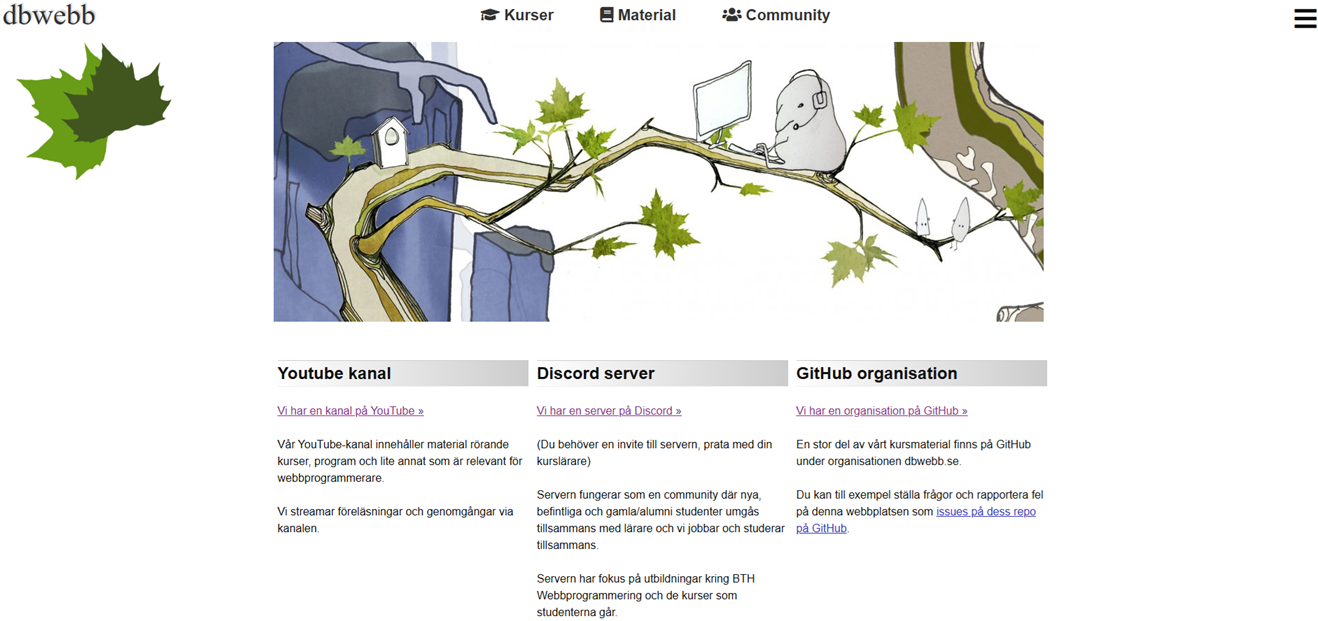 dbwebb
Kurser
Material
Community
Youtube kanal
Vi har en kanal på YouTube »
Vår YouTube-kanal innehåller material rörande
kurser, program och lite annat som är relevant för
webbprogrammerare.
Vi streamar föreläsningar och genomgångar via
kanalen.
Discord server
Vi har en server på Discord »
(Du behöver en invite till servern, prata med din
kurslärare)
Servern fungerar som en community där nya,
befintliga och gamla/alumni studenter umgås
tillsammans med lärare och vi jobbar och studerar
tillsammans.
Servern har fokus på utbildningar kring BTH
Webbprogrammering och de kurser som
studenterna går.
GitHub organisation
Vi har en organisation på GitHub »
En stor del av vårt kursmaterial finns på GitHub
under organisationen dbwebb.se.
Du kan till exempel ställa frågor och rapportera fel
på denna webbplatsen som issues på dess repo
på GitHub.